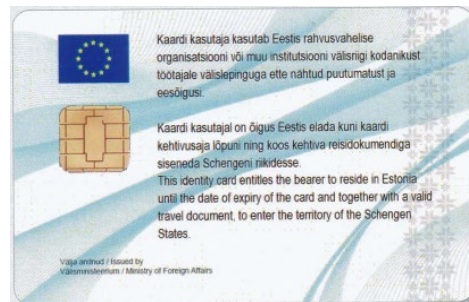 Kaardi kasutaja kasutab Eestis rahvusvahelise
organisatsiooni või muu institutsiooni välisriigi kodanikust
töötajale välislepinguga ette nähtud puutumatust ja
eesõigusi.
Kaardi kasutajal on õigus Eestis elada kuni kaardi
kehtivusaja lõpuni ning koos kehtiva reisidokumendiga
siseneda Schengeni riikidesse.
This identity card entitles the bearer to reside in Estonia
until the date of expiry of the card and together with a valid
travel document, to enter the territory of the Schengen
States.
Välja andnud / Issued by
Välisministeerium / Ministry of Foreign Affairs